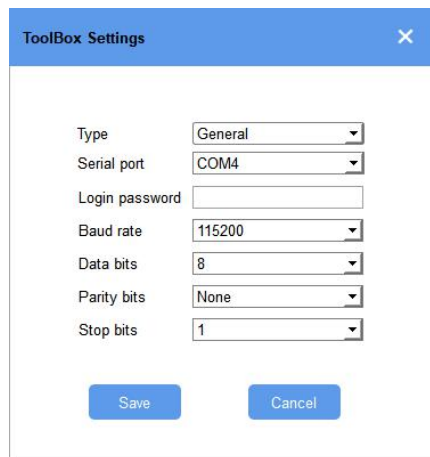 ToolBox Settings
Type General
Serial port COM4
Login password
Baud rate 115200
Data bits 8
Parity bits None
Stop bits 1
Save Cancel